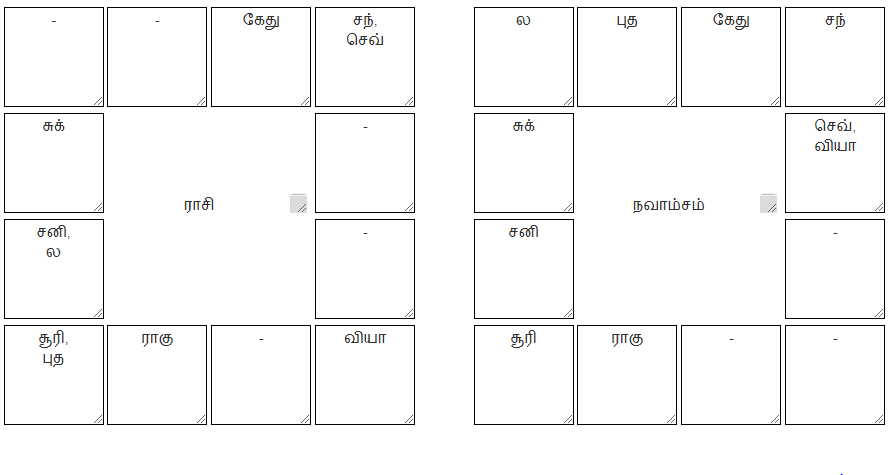 - - கேது சந்,
செவ்
சுக் -
ராசி
சனி, -
ல
சூரி, ராகு - வியா
புத
ல புத கேது சந்
சுக் செவ்,
வியா
நவாம்சம்
சனி -
சூரி ராகு - -